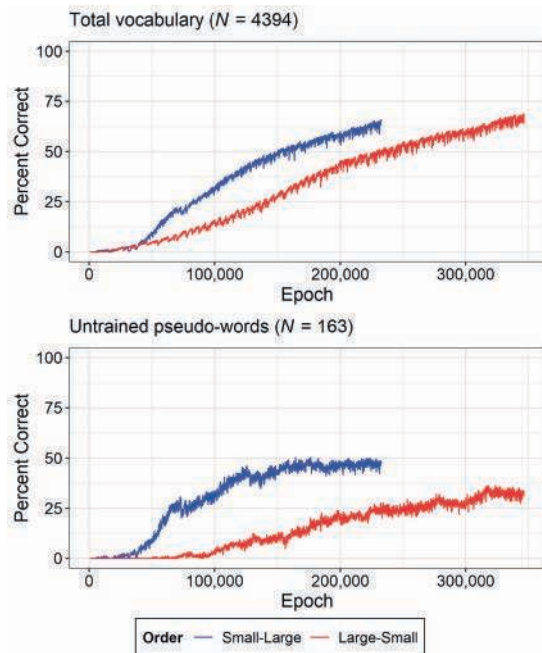 Total vocabulary (N = 4394)
100
75
50
25
0
Percent Correct
0
100,000
200,000
300,000
Epoch
Untrained pseudo-words (N = 163)
100
75
50
25
0
Percent Correct
0
100,000
200,000
300,000
Epoch
Order Small-Large Large-Small